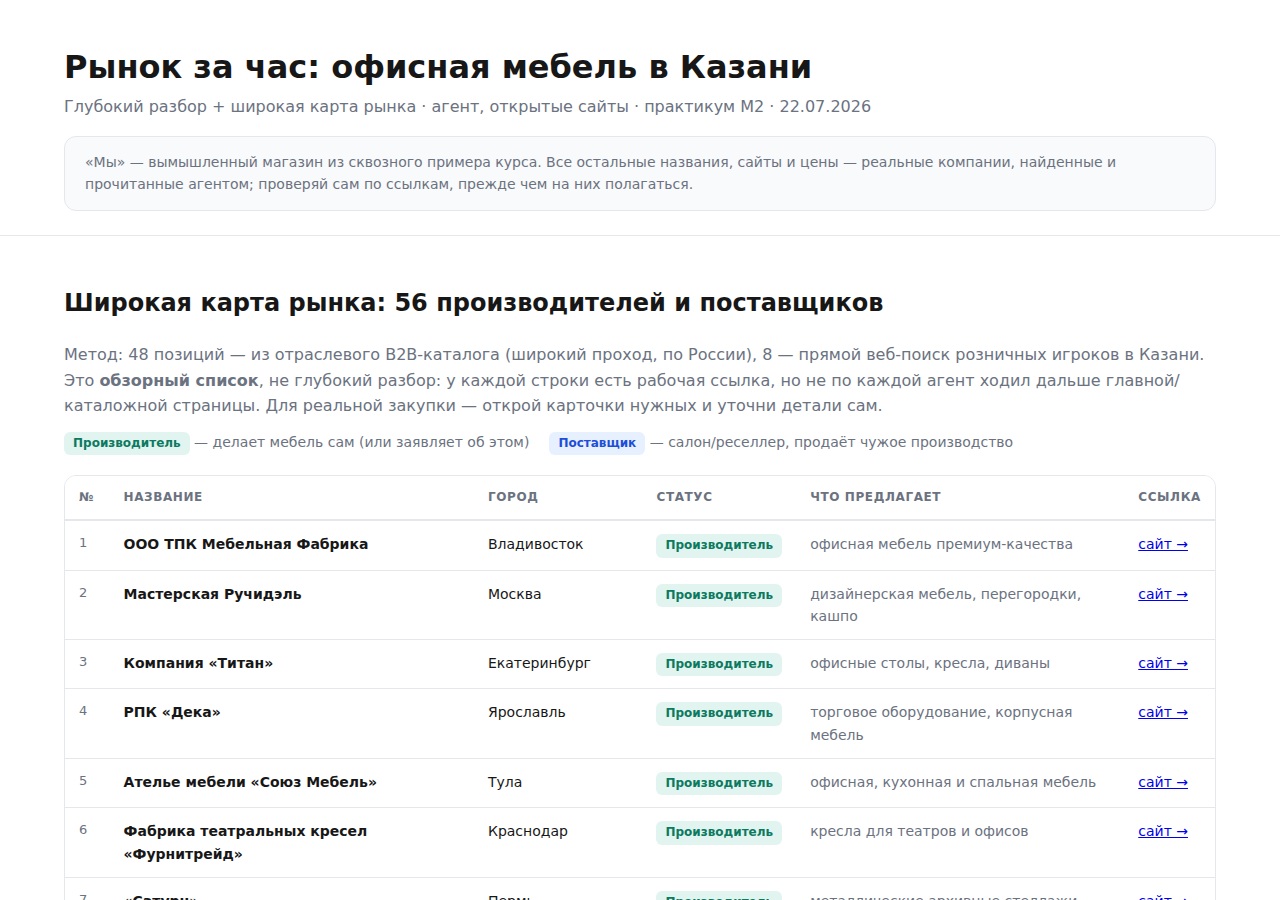 Рынок за час: офисная мебель в Казани
Глубокий разбор + широкая карта рынка · агент, открытые сайты · практикум М2 · 22.07.2026
«Мы» — вымышленный магазин из сквозного примера курса. Все остальные названия, сайты и цены — реальные компании, найденные и
прочитанные агентом; проверяй сам по ссылкам, прежде чем на них полагаться.
Широкая карта рынка: 56 производителей и поставщиков
Метод: 48 позиций — из отраслевого B2B-каталога (широкий проход, по России), 8 — прямой веб-поиск розничных игроков в Казани.
Это обзорный список, не глубокий разбор: у каждой строки есть рабочая ссылка, но не по каждой агент ходил дальше главной/
каталожной страницы. Для реальной закупки — открой карточки нужных и уточни детали сам.
Производитель — делает мебель сам (или заявляет об этом) Поставщик — салон/реселлер, продаёт чужое производство
№ НАЗВАНИЕ ГОРОД СТАТУС ЧТО ПРЕДЛАГАЕТ ССЫЛКА
1 ООО ТПК Мебельная Фабрика Владивосток Производитель офисная мебель премиум-качества сайт →
2 Мастерская Ручидэль Москва Производитель дизайнерская мебель, перегородки, сайт →
кашпо
3 Компания «Титан» Екатеринбург Производитель офисные столы, кресла, диваны сайт →
4 РПК «Дека» Ярославль Производитель торговое оборудование, корпусная сайт →
мебель
5 Ателье мебели «Союз Мебель» Тула Производитель офисная, кухонная и спальная мебель сайт →
6 Фабрика театральных кресел Краснодар Производитель кресла для театров и офисов сайт →
«Фурнитрейд»
7 «Сатурн» Пермь Производитель металлические архивные стеллажи сайт →